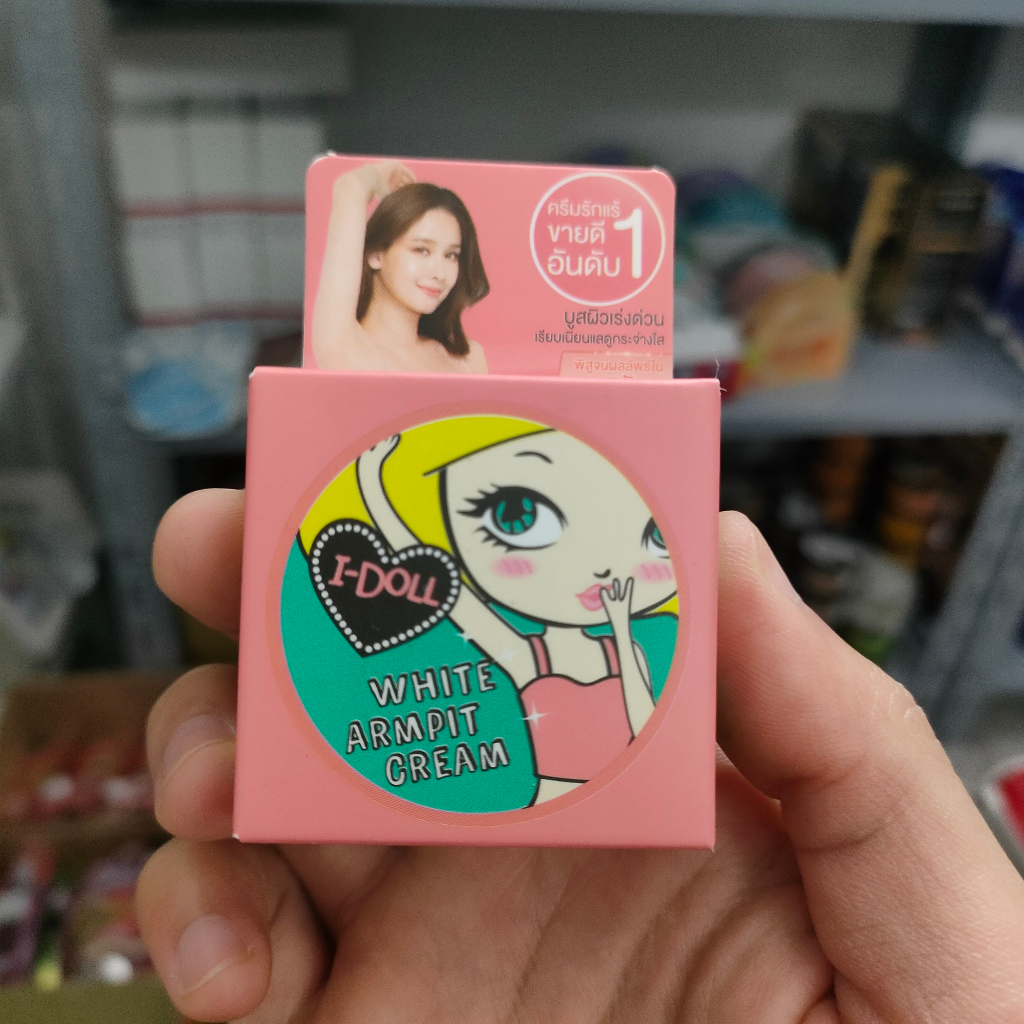 ครีมรักแร้
ขายดี
อันดับ 1
บูสผิวเร่งด่วน
เรียบเนียนแลดูกระจ่างใส
I-DOLL
WHITE
ARMPIT
CREAM